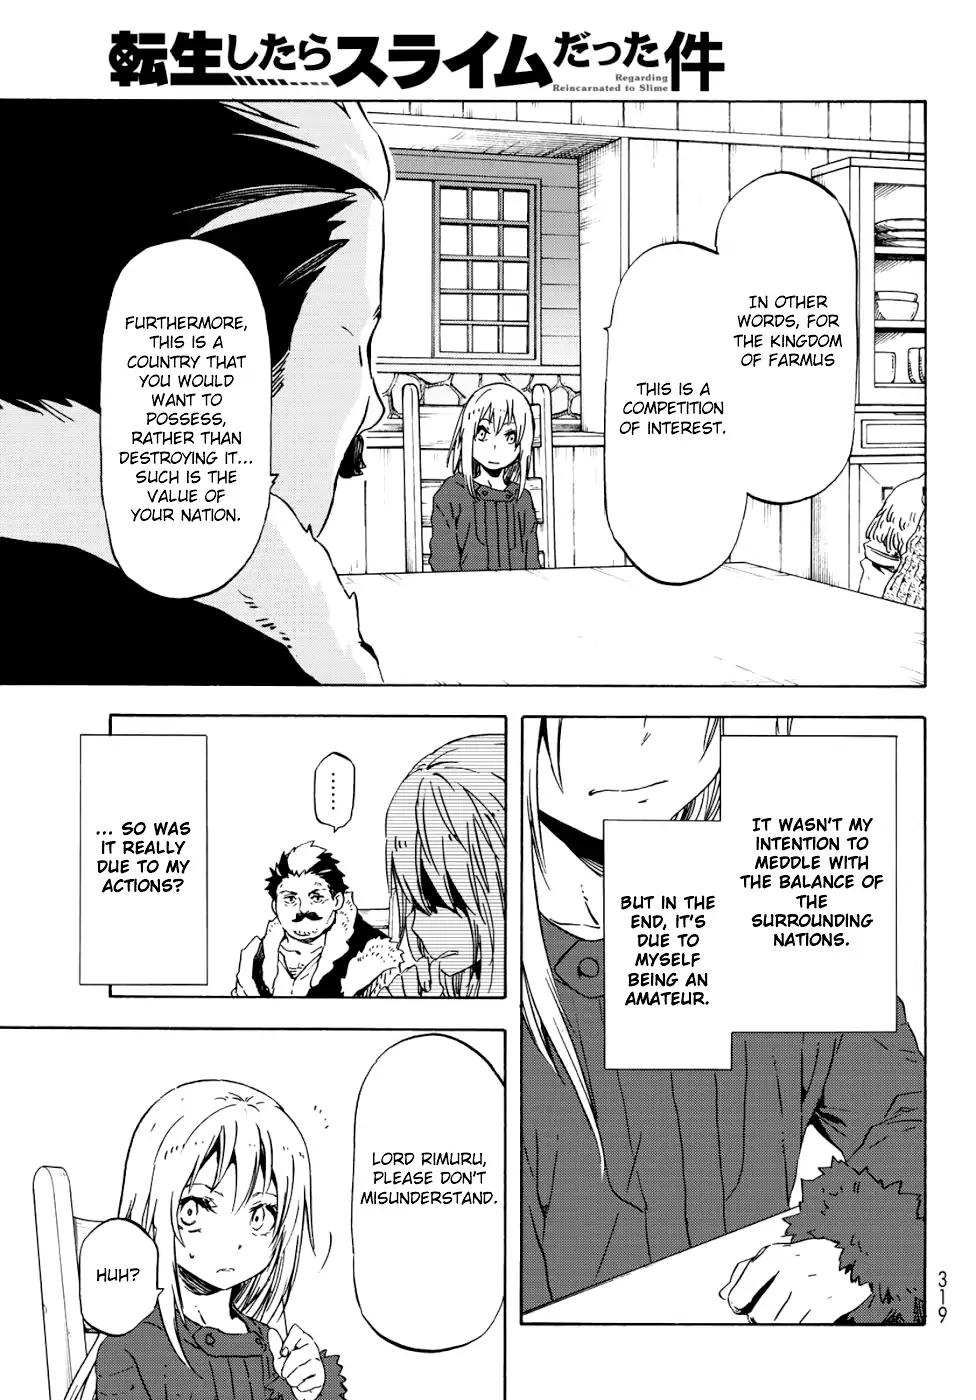 転生したらスライムだった件
Regarding
Reincarnated to Slime
IN OTHER
WORDS, FOR
THE KINGDOM
OF FARMUS
THIS IS A
COMPETITION
OF INTEREST.
FURTHERMORE,
THIS IS A
COUNTRY THAT
YOU WOULD
WANT TO
POSSESS,
RATHER THAN
DESTROYING IT...
SUCH IS THE
VALUE OF
YOUR NATION.
IT WASN'T MY
INTENTION TO
MEDDLE WITH
THE BALANCE OF
THE
SURROUNDING
NATIONS.
BUT IN THE
END, IT'S
DUE TO
MYSELF
BEING AN
AMATEUR.
......
... SO WAS
IT REALLY
DUE TO MY
ACTIONS?
LORD RIMURU,
PLEASE DON'T
MISUNDERSTAND.
HUH?
319